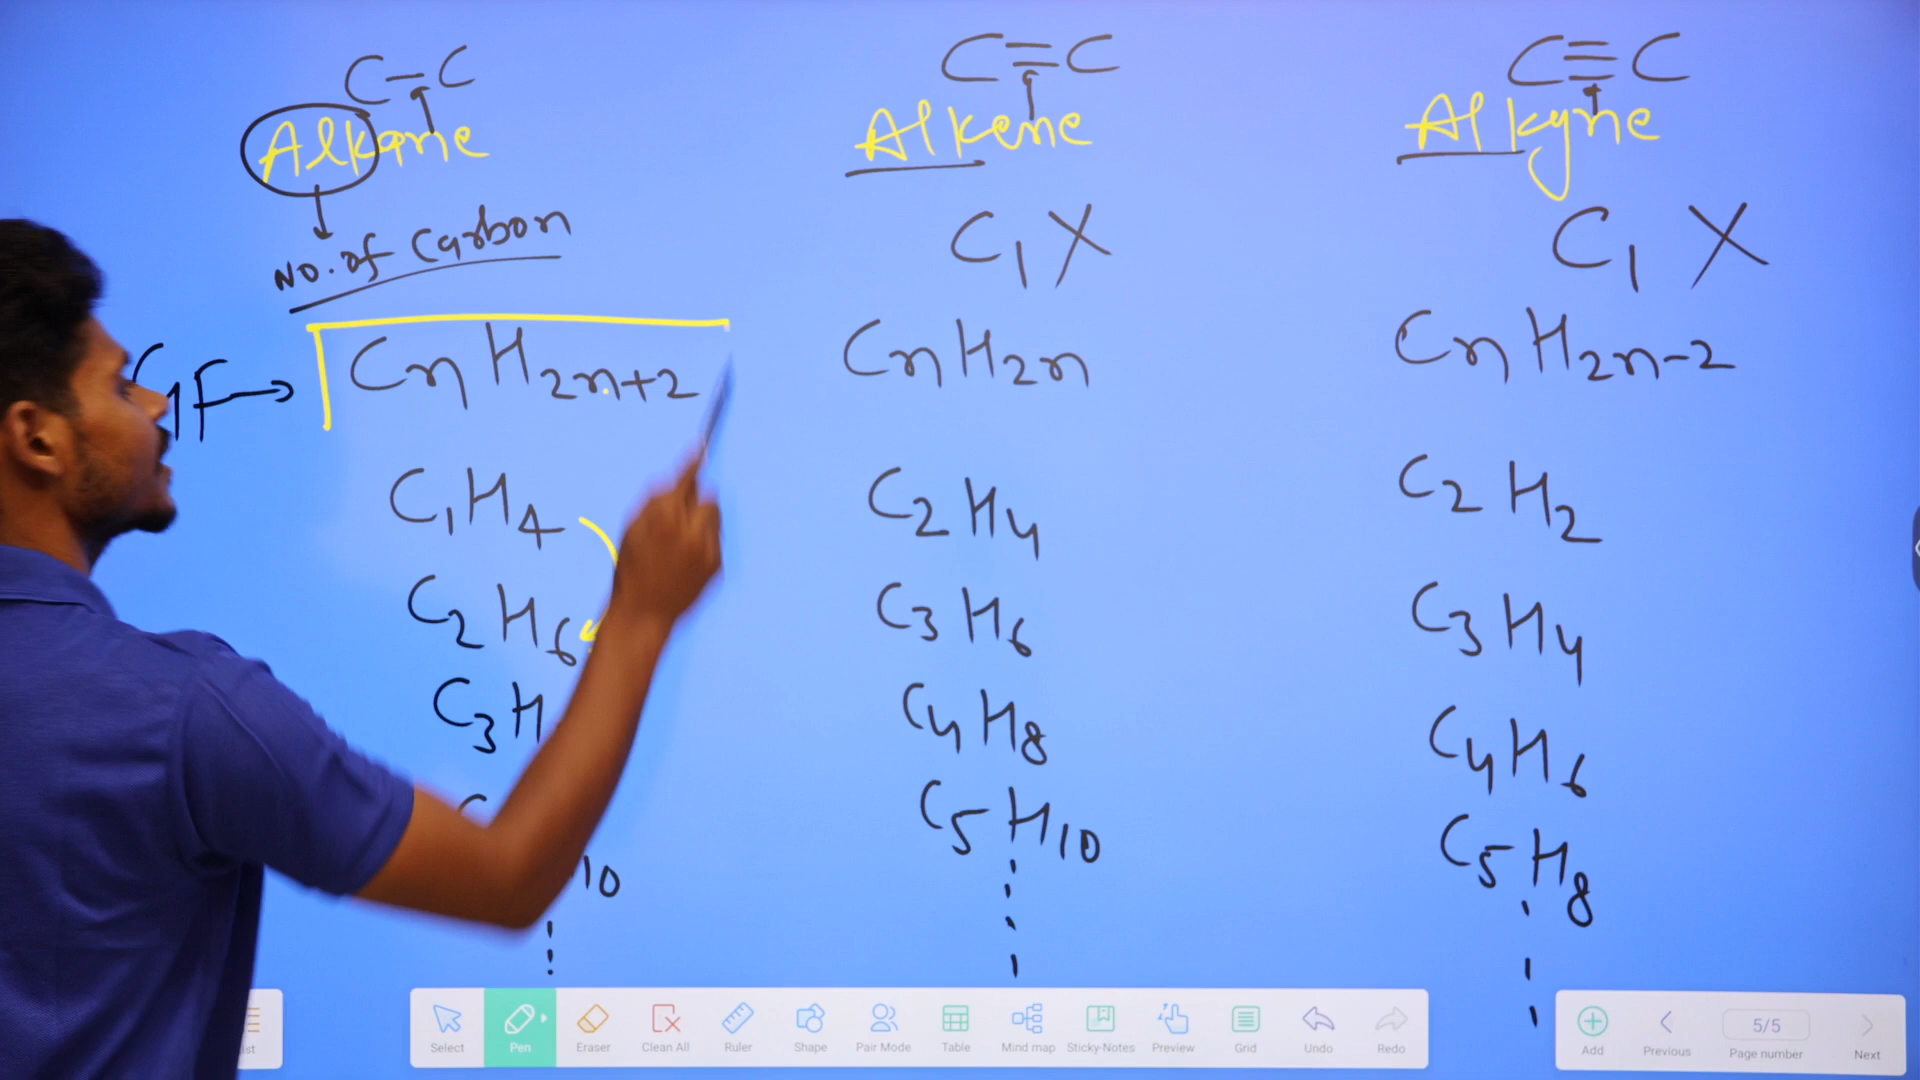 C–C
C=C
C≡C
Alkane
Alkene
Alkyne
No. of Carbon
C₁ X
C₁ X
GF → CnH2n+2
CnH2n
CnH2n-2
C₁H₄
C₂H₄
C₂H₂
C₂H₆
C₃H₆
C₃H₄
C₃H
C₄H₈
C₄H₆
C
10
C₅H₁₀
C₅H₈
Select
Pen
Eraser
Clean All
Ruler
Shape
Pair Mode
Table
Mind map
Sticky-Notes
Preview
Grid
Undo
Redo
Add
Previous
5/5
Page number
Next